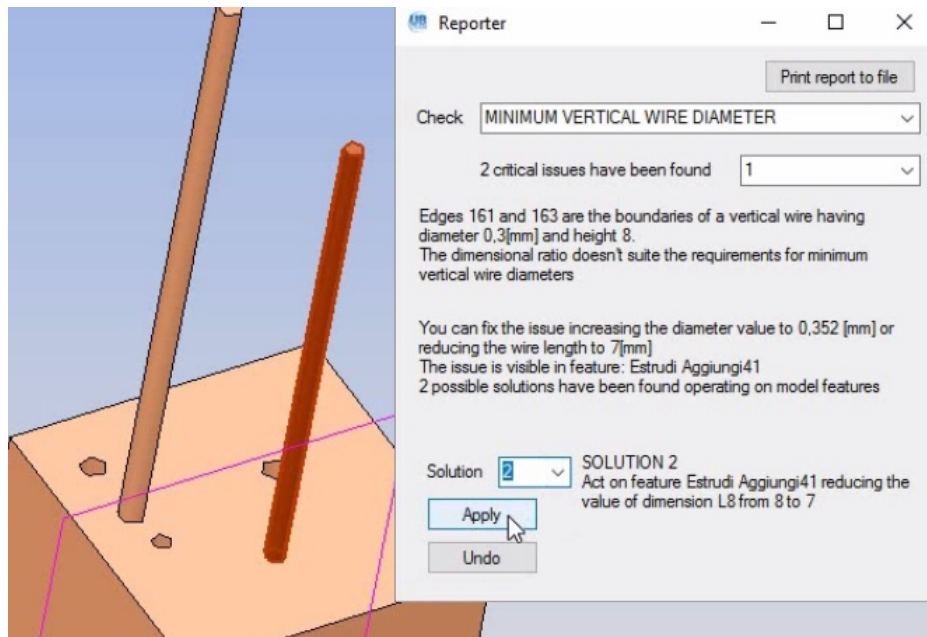 UB Reporter
Print report to file
Check MINIMUM VERTICAL WIRE DIAMETER
2 critical issues have been found 1
Edges 161 and 163 are the boundaries of a vertical wire having
diameter 0,3[mm] and height 8.
The dimensional ratio doesn't suite the requirements for minimum
vertical wire diameters
You can fix the issue increasing the diameter value to 0,352 [mm] or
reducing the wire length to 7[mm]
The issue is visible in feature: Estrudi Aggiungi41
2 possible solutions have been found operating on model features
Solution 2
SOLUTION 2
Act on feature Estrudi Aggiungi41 reducing the
value of dimension L8 from 8 to 7
Apply
Undo